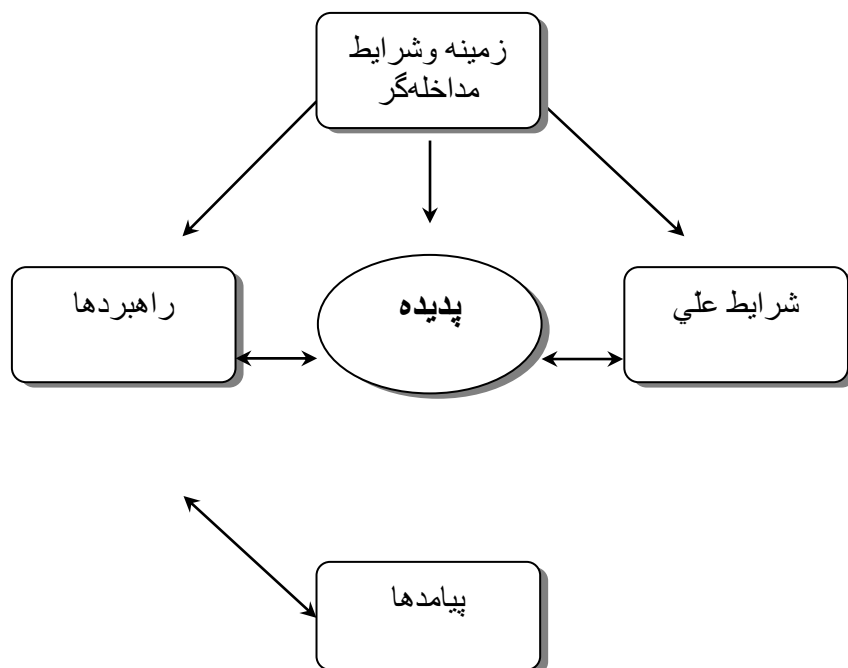 زمینه وشرایط
مداخله‌گر
شرایط علّي
پدیده
راهبردها
پیامدها